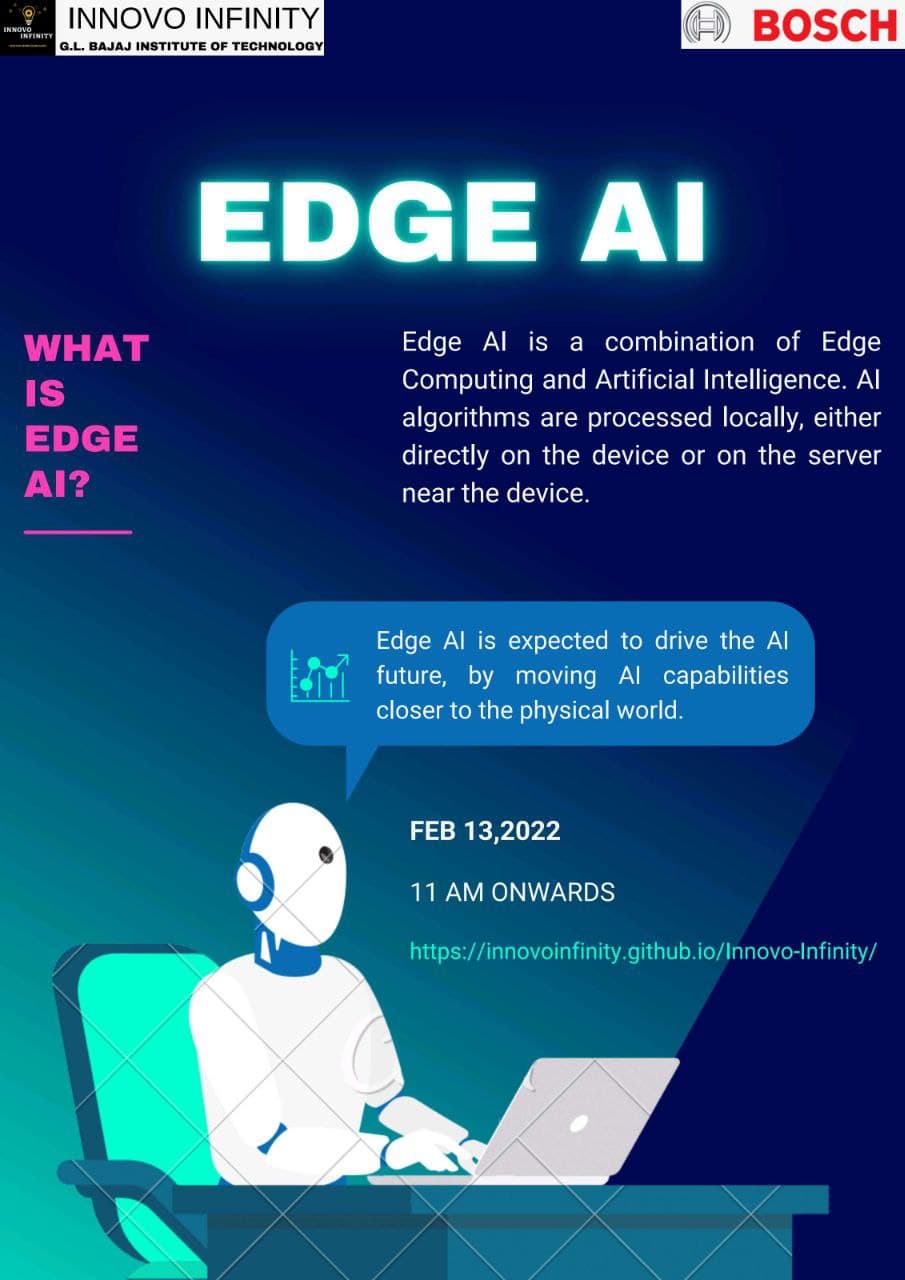 INNOVO
INFINITY
INNOVO INFINITY
G.L. BAJAJ INSTITUTE OF TECHNOLOGY
BOSCH
EDGE AI
WHAT
IS
EDGE
AI?
Edge AI is a combination of Edge
Computing and Artificial Intelligence. AI
algorithms are processed locally, either
directly on the device or on the server
near the device.
Edge AI is expected to drive the AI
future, by moving AI capabilities
closer to the physical world.
FEB 13,2022
11 AM ONWARDS
https://innovoinfinity.github.io/Innovo-Infinity/